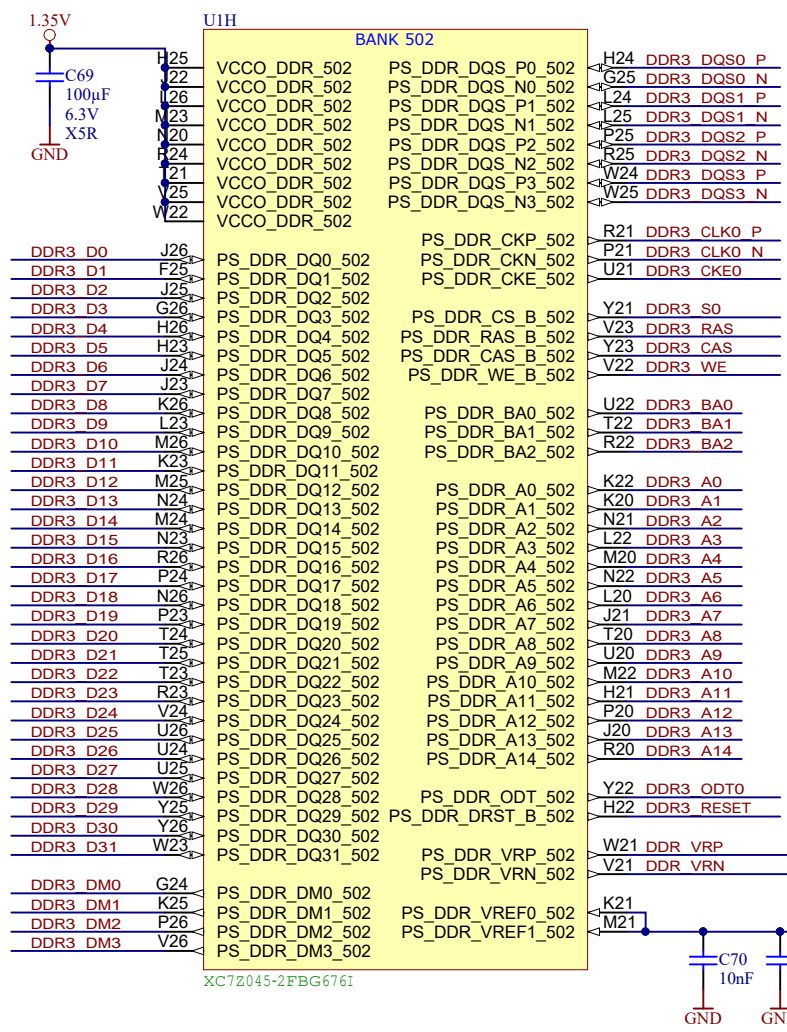 1.35V
U1H
BANK 502
C69
100µF
6.3V
X5R
GND
H25 VCCO_DDR_502
J22 VCCO_DDR_502
L26 VCCO_DDR_502
M23 VCCO_DDR_502
N20 VCCO_DDR_502
R24 VCCO_DDR_502
T21 VCCO_DDR_502
V25 VCCO_DDR_502
W22 VCCO_DDR_502
DDR3_D0 J26 PS_DDR_DQ0_502
DDR3_D1 F25 PS_DDR_DQ1_502
DDR3_D2 J25 PS_DDR_DQ2_502
DDR3_D3 G26 PS_DDR_DQ3_502
DDR3_D4 H26 PS_DDR_DQ4_502
DDR3_D5 H23 PS_DDR_DQ5_502
DDR3_D6 J24 PS_DDR_DQ6_502
DDR3_D7 J23 PS_DDR_DQ7_502
DDR3_D8 K26 PS_DDR_DQ8_502
DDR3_D9 L23 PS_DDR_DQ9_502
DDR3_D10 M26 PS_DDR_DQ10_502
DDR3_D11 K23 PS_DDR_DQ11_502
DDR3_D12 M25 PS_DDR_DQ12_502
DDR3_D13 N24 PS_DDR_DQ13_502
DDR3_D14 M24 PS_DDR_DQ14_502
DDR3_D15 N23 PS_DDR_DQ15_502
DDR3_D16 R26 PS_DDR_DQ16_502
DDR3_D17 P24 PS_DDR_DQ17_502
DDR3_D18 N26 PS_DDR_DQ18_502
DDR3_D19 P23 PS_DDR_DQ19_502
DDR3_D20 T24 PS_DDR_DQ20_502
DDR3_D21 T25 PS_DDR_DQ21_502
DDR3_D22 T23 PS_DDR_DQ22_502
DDR3_D23 R23 PS_DDR_DQ23_502
DDR3_D24 V24 PS_DDR_DQ24_502
DDR3_D25 U26 PS_DDR_DQ25_502
DDR3_D26 U24 PS_DDR_DQ26_502
DDR3_D27 U25 PS_DDR_DQ27_502
DDR3_D28 W26 PS_DDR_DQ28_502
DDR3_D29 Y25 PS_DDR_DQ29_502
DDR3_D30 Y26 PS_DDR_DQ30_502
DDR3_D31 W23 PS_DDR_DQ31_502
DDR3_DM0 G24 PS_DDR_DM0_502
DDR3_DM1 K25 PS_DDR_DM1_502
DDR3_DM2 P26 PS_DDR_DM2_502
DDR3_DM3 V26 PS_DDR_DM3_502
PS_DDR_DQS_P0_502 H24 DDR3_DQS0_P
PS_DDR_DQS_N0_502 G25 DDR3_DQS0_N
PS_DDR_DQS_P1_502 L24 DDR3_DQS1_P
PS_DDR_DQS_N1_502 L25 DDR3_DQS1_N
PS_DDR_DQS_P2_502 P25 DDR3_DQS2_P
PS_DDR_DQS_N2_502 R25 DDR3_DQS2_N
PS_DDR_DQS_P3_502 W24 DDR3_DQS3_P
PS_DDR_DQS_N3_502 W25 DDR3_DQS3_N
PS_DDR_CKP_502 R21 DDR3_CLK0_P
PS_DDR_CKN_502 P21 DDR3_CLK0_N
PS_DDR_CKE_502 U21 DDR3_CKE0
PS_DDR_CS_B_502 Y21 DDR3_S0
PS_DDR_RAS_B_502 V23 DDR3_RAS
PS_DDR_CAS_B_502 Y23 DDR3_CAS
PS_DDR_WE_B_502 V22 DDR3_WE
PS_DDR_BA0_502 U22 DDR3_BA0
PS_DDR_BA1_502 T22 DDR3_BA1
PS_DDR_BA2_502 R22 DDR3_BA2
PS_DDR_A0_502 K22 DDR3_A0
PS_DDR_A1_502 K20 DDR3_A1
PS_DDR_A2_502 N21 DDR3_A2
PS_DDR_A3_502 L22 DDR3_A3
PS_DDR_A4_502 M20 DDR3_A4
PS_DDR_A5_502 N22 DDR3_A5
PS_DDR_A6_502 L20 DDR3_A6
PS_DDR_A7_502 J21 DDR3_A7
PS_DDR_A8_502 T20 DDR3_A8
PS_DDR_A9_502 U20 DDR3_A9
PS_DDR_A10_502 M22 DDR3_A10
PS_DDR_A11_502 H21 DDR3_A11
PS_DDR_A12_502 P20 DDR3_A12
PS_DDR_A13_502 J20 DDR3_A13
PS_DDR_A14_502 R20 DDR3_A14
PS_DDR_ODT_502 Y22 DDR3_ODT0
PS_DDR_DRST_B_502 H22 DDR3_RESET
PS_DDR_VRP_502 W21 DDR_VRP
PS_DDR_VRN_502 V21 DDR_VRN
PS_DDR_VREF0_502 K21
PS_DDR_VREF1_502 M21
XC7Z045-2FBG676I
C70
10nF
GND